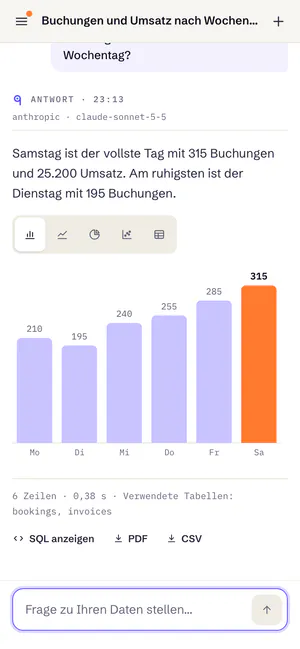 Buchungen und Umsatz nach Wochen...
Wochentag?
ANTWORT · 23:13
anthropic · claude-sonnet-5-5
Samstag ist der vollste Tag mit 315 Buchungen
und 25.200 Umsatz. Am ruhigsten ist der
Dienstag mit 195 Buchungen.
210
195
240
255
285
315
Mo
Di
Mi
Do
Fr
Sa
6 Zeilen · 0,38 s · Verwendete Tabellen:
bookings, invoices
SQL anzeigen
PDF
CSV
Frage zu Ihren Daten stellen...